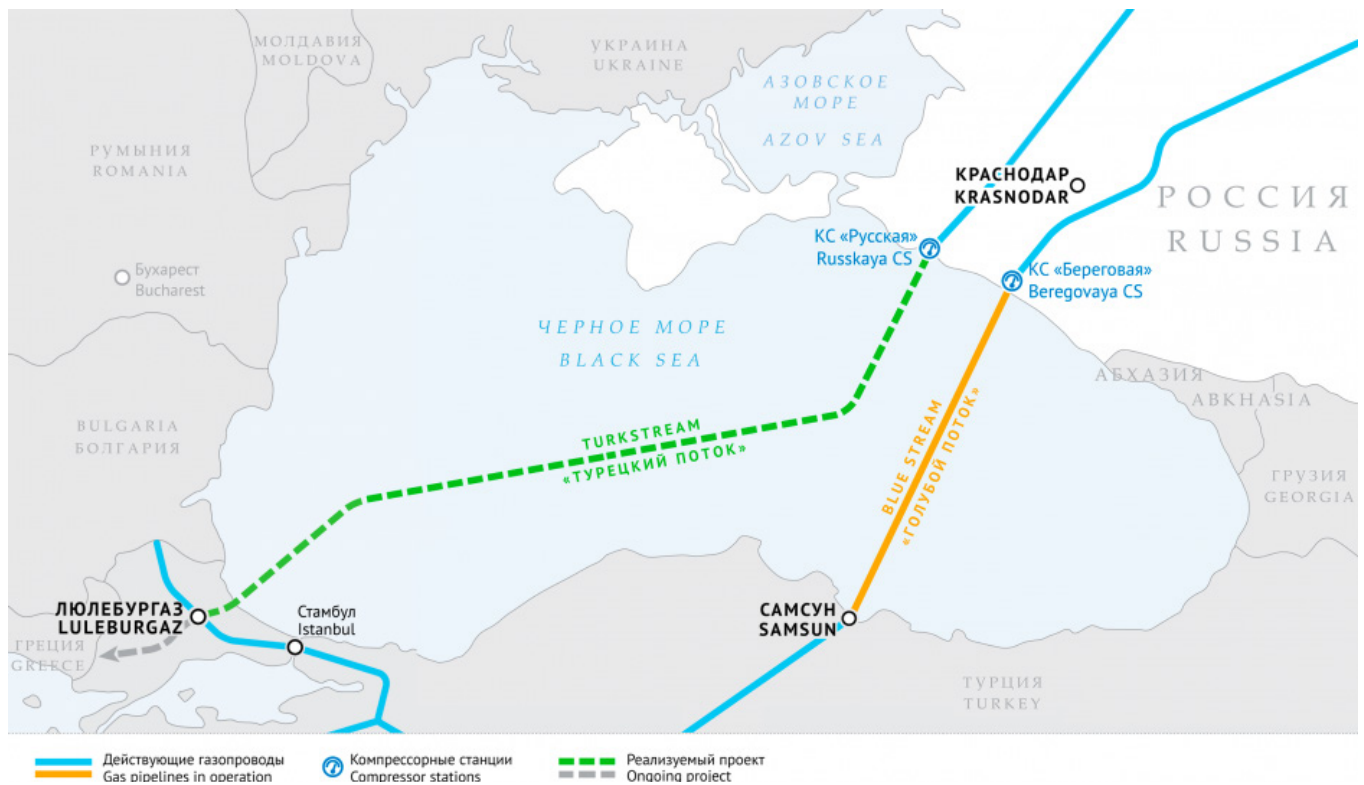 МОЛДАВИЯ
MOLDOVA
УКРАИНА
UKRAINE
АЗОВСКОЕ
МОРЕ
AZOV SEA
РУМЫНИЯ
ROMANIA
КРАСНОДАР
KRASNODAR
РОССИЯ
RUSSIA
КС «Русская»
Russkaya CS
КС «Береговая»
Beregovaya CS
Бухарест
Bucharest
ЧЕРНОЕ МОРЕ
BLACK SEA
АБХАЗИЯ
ABKHASIA
BULGARIA
БОЛГАРИЯ
TURKSTREAM
«ТУРЕЦКИЙ ПОТОК»
BLUE STREAM
«ГОЛУБОЙ ПОТОК»
ГРУЗИЯ
GEORGIA
ЛЮЛЕБУРГАЗ
LULEBURGAZ
Стамбул
Istanbul
САМСУН
SAMSUN
ГРЕЦИЯ
GREECE
ТУРЦИЯ
TURKEY
Действующие газопроводы
Gas pipelines in operation
Компрессорные станции
Compressor stations
Реализуемый проект
Ongoing project